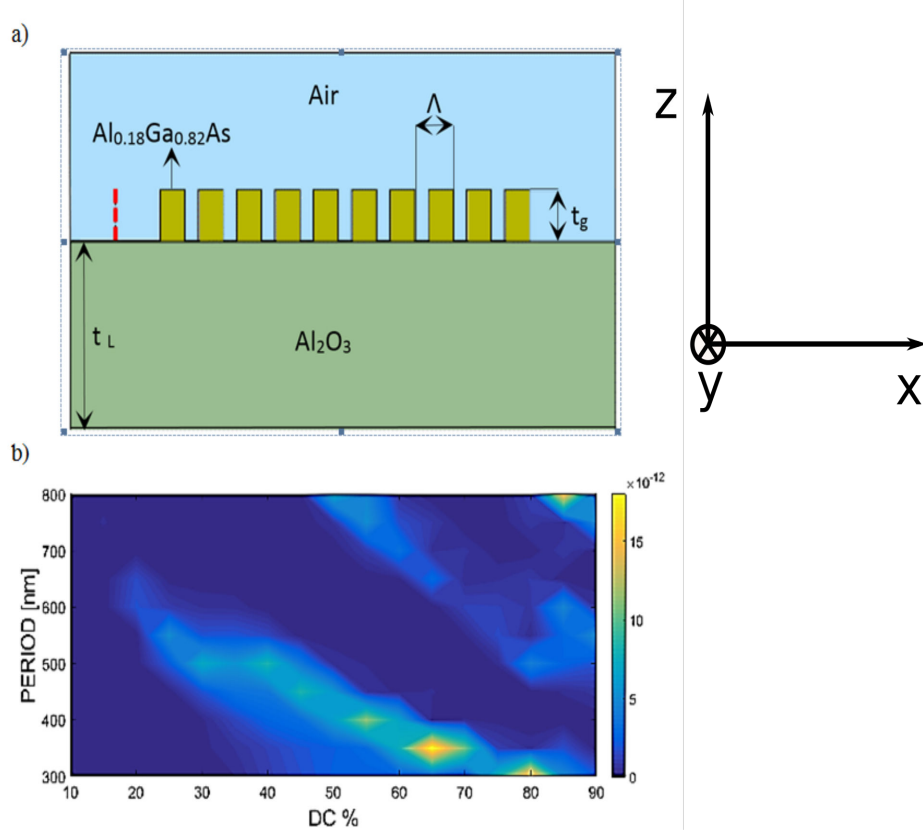 a)
Air
Λ
Al0.18Ga0.82As
tg
t L
Al2O3
z
y
x
b)
×10-12
800
700
600
500
400
300
PERIOD [nm]
10 20 30 40 50 60 70 80 90
DC %
15
10
5
0